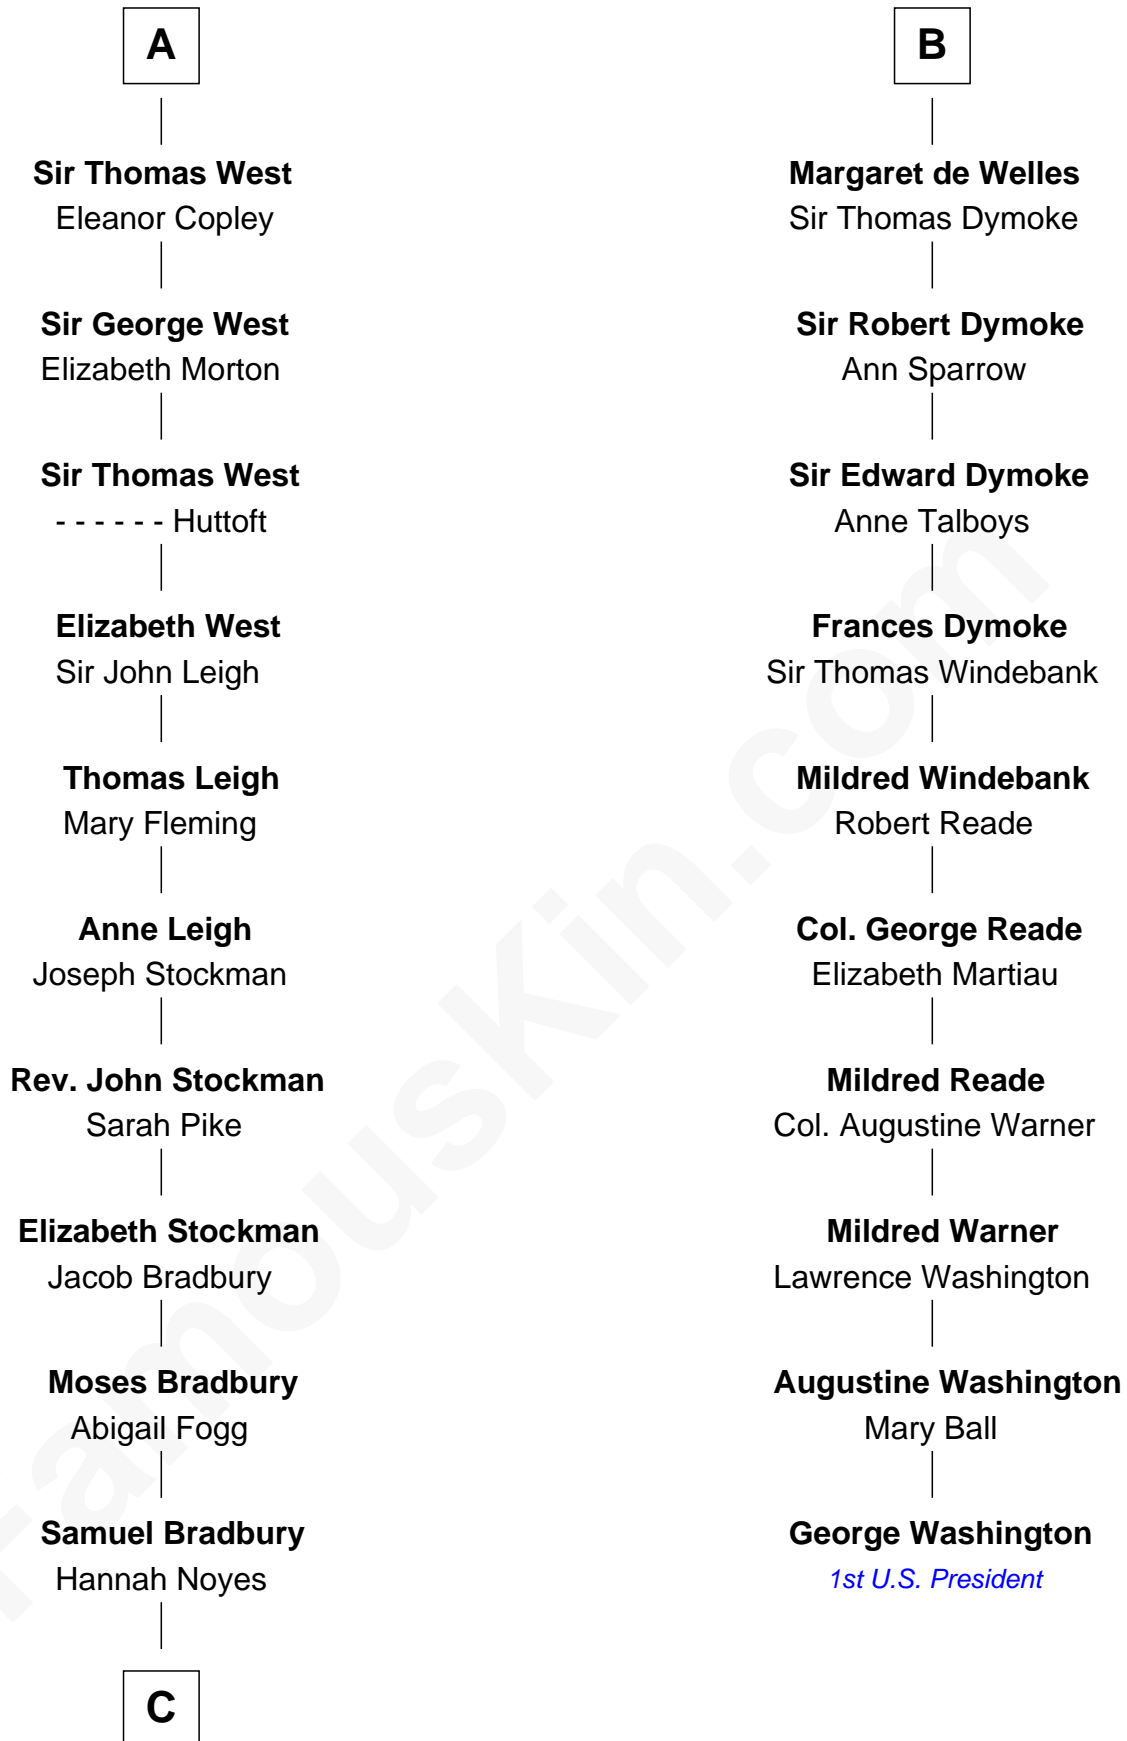 A
Sir Thomas West
Eleanor Copley
Sir George West
Elizabeth Morton
Sir Thomas West
- - - - - - Huttoft
Elizabeth West
Sir John Leigh
Thomas Leigh
Mary Fleming
Anne Leigh
Joseph Stockman
Rev. John Stockman
Sarah Pike
Elizabeth Stockman
Jacob Bradbury
Moses Bradbury
Abigail Fogg
Samuel Bradbury
Hannah Noyes
C
B
Margaret de Welles
Sir Thomas Dymoke
Sir Robert Dymoke
Ann Sparrow
Sir Edward Dymoke
Anne Talboys
Frances Dymoke
Sir Thomas Windebank
Mildred Windebank
Robert Reade
Col. George Reade
Elizabeth Martiau
Mildred Reade
Col. Augustine Warner
Mildred Warner
Lawrence Washington
Augustine Washington
Mary Ball
George Washington
1st U.S. President
FamousKin.com